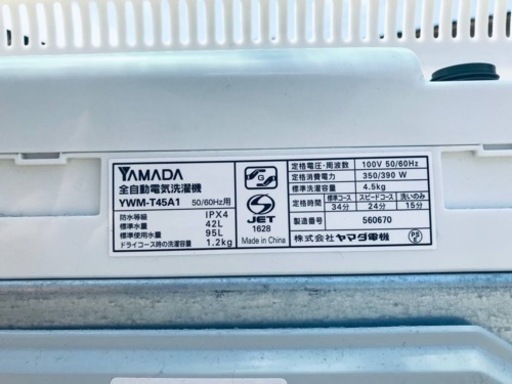 YAMADA
全自動電気洗濯機
YWM-T45A1 50/60Hz用
防水等級 IPX4
標準水量 42L
標準使用水量 95L
ドライコース時の洗濯容量 1.2kg
S
JET
1628
Made in China
定格電圧・周波数 100V 50/60Hz
定格消費電力 350/390 W
標準洗濯容量 4.5kg
目安時間 標準コース スピードコース 洗いのみ
34分 24分 15分
製造番号 560670
株式会社 ヤマダ電機
PS
E